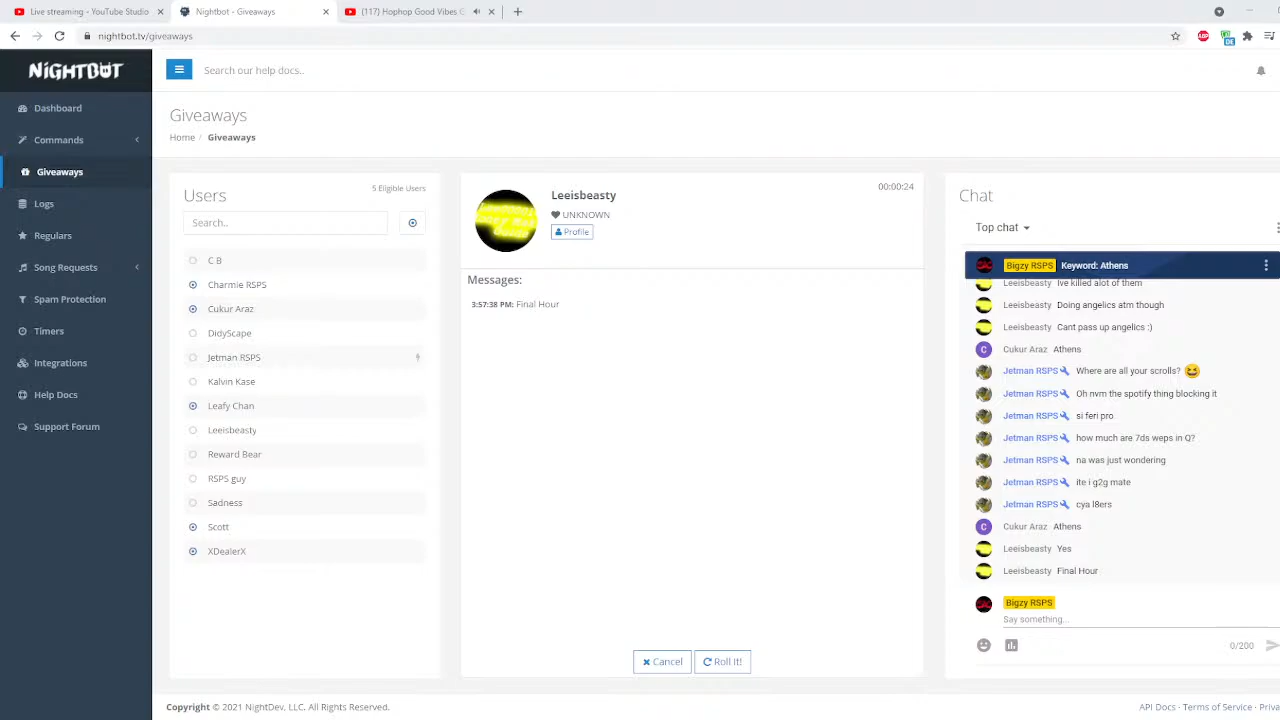 Live streaming - YouTube Studio
Nightbot - Giveaways
(117) Hophop Good Vibes
nightbot.tv/giveaways
NIGHTBOT
Search our help docs..
Dashboard
Commands
Giveaways
Logs
Regulars
Song Requests
Spam Protection
Timers
Integrations
Help Docs
Support Forum
Giveaways
Home / Giveaways
Users
5 Eligible Users
Search..
C B
Charmie RSPS
Cukur Araz
DidyScape
Jetman RSPS
Kalvin Kase
Leafy Chan
Leeisbeasty
Reward Bear
RSPS guy
Sadness
Scott
XDealerX
Leeisbeasty
00:00:24
UNKNOWN
Profile
Messages:
3:57:38 PM: Final Hour
Cancel
Roll It!
Chat
Top chat
Bigzy RSPS Keyword: Athens
Leeisbeasty Ive killed alot of them
Leeisbeasty Doing angelics atm though
Leeisbeasty Cant pass up angelics :)
C Cukur Araz Athens
Jetman RSPS Where are all your scrolls? 😆
Jetman RSPS Oh nvm the spotify thing blocking it
Jetman RSPS si feri pro
Jetman RSPS how much are 7ds weps in Q?
Jetman RSPS na was just wondering
Jetman RSPS ite i g2g mate
Jetman RSPS cya l8ers
C Cukur Araz Athens
Leeisbeasty Yes
Leeisbeasty Final Hour
Bigzy RSPS
Say something...
0/200
Copyright © 2021 NightDev, LLC. All Rights Reserved.
API Docs · Terms of Service · Priva